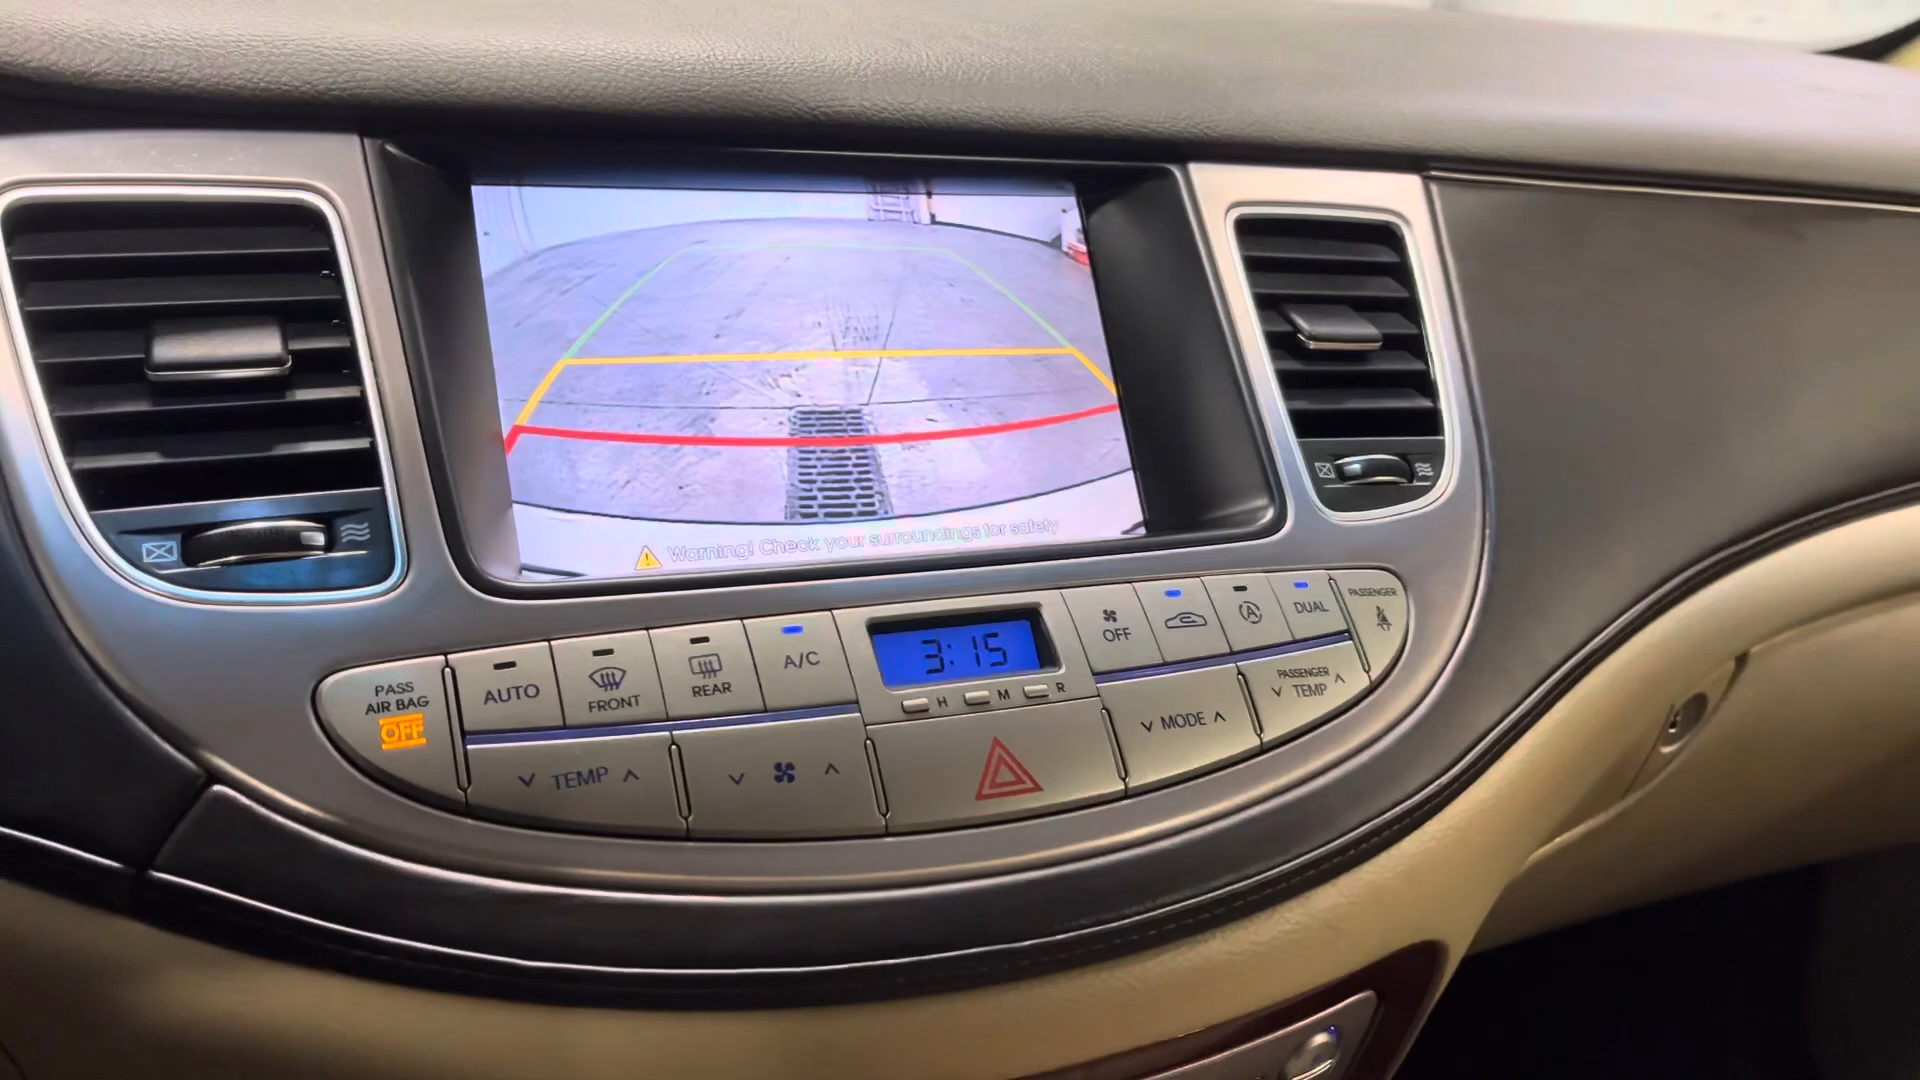 Warning! Check your surroundings for safety
PASS
AIR BAG
OFF
AUTO
FRONT
REAR
A/C
3:15
H M R
OFF
A
DUAL
PASSENGER
TEMP
MODE
PASSENGER
TEMP